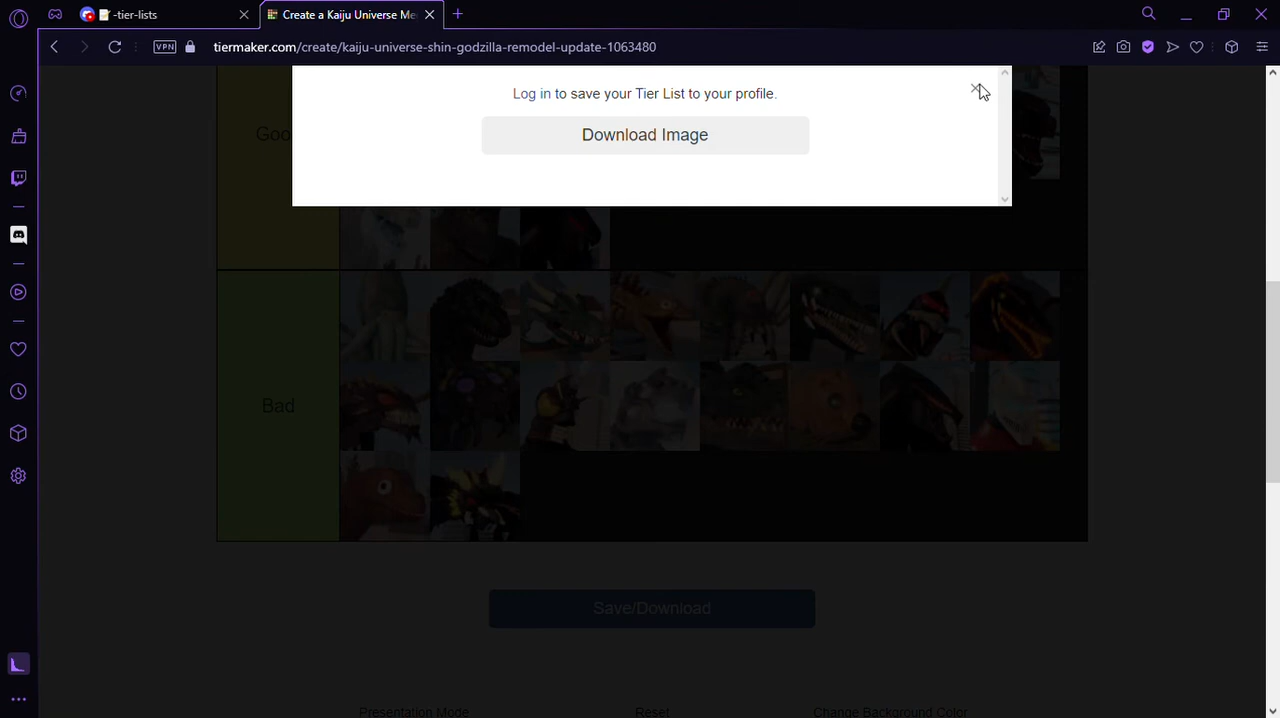 -tier-lists
Create a Kaiju Universe Me
VPN
tiermaker.com/create/kaiju-universe-shin-godzilla-remodel-update-1063480
Log in to save your Tier List to your profile.
Download Image
Goo
Bad
Save/Download
Presentation Mode
Reset
Change Background Color